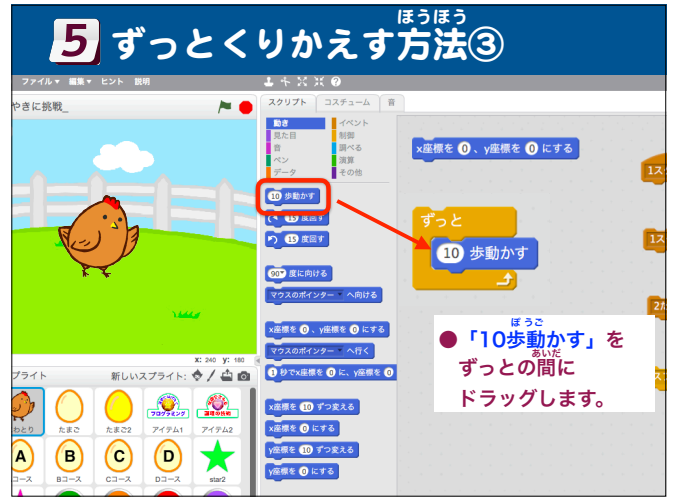 ほうほう
5 ずっとくりかえす方法③
ファイル▼ 編集▼ ヒント 説明
やきに挑戦_
スクリプト コスチューム 音
動き イベント
見た目 制御
音 調べる
ペン 演算
データ その他
10 歩動かす
15 度回す
15 度回す
90▼ 度に向ける
マウスのポインター▼ へ向ける
x座標を 0 、y座標を 0 にする
マウスのポインター▼ へ行く
1 秒でx座標を 0 に、y座標を 0
x座標を 10 ずつ変える
x座標を 0 にする
y座標を 10 ずつ変える
y座標を 0 にする
x座標を 0 、y座標を 0 にする
ずっと
10 歩動かす
1ス
1ス
2た
ス
ぽうご
●「10歩動かす」を
あいだ
ずっとの間に
ドラッグします。
x: 240 y: 180
プライト 新しいスプライト:
わとり たまご たまご2 アイテム1 アイテム2
プログラミング
A B C D
コース Bコース Cコース Dコース star2